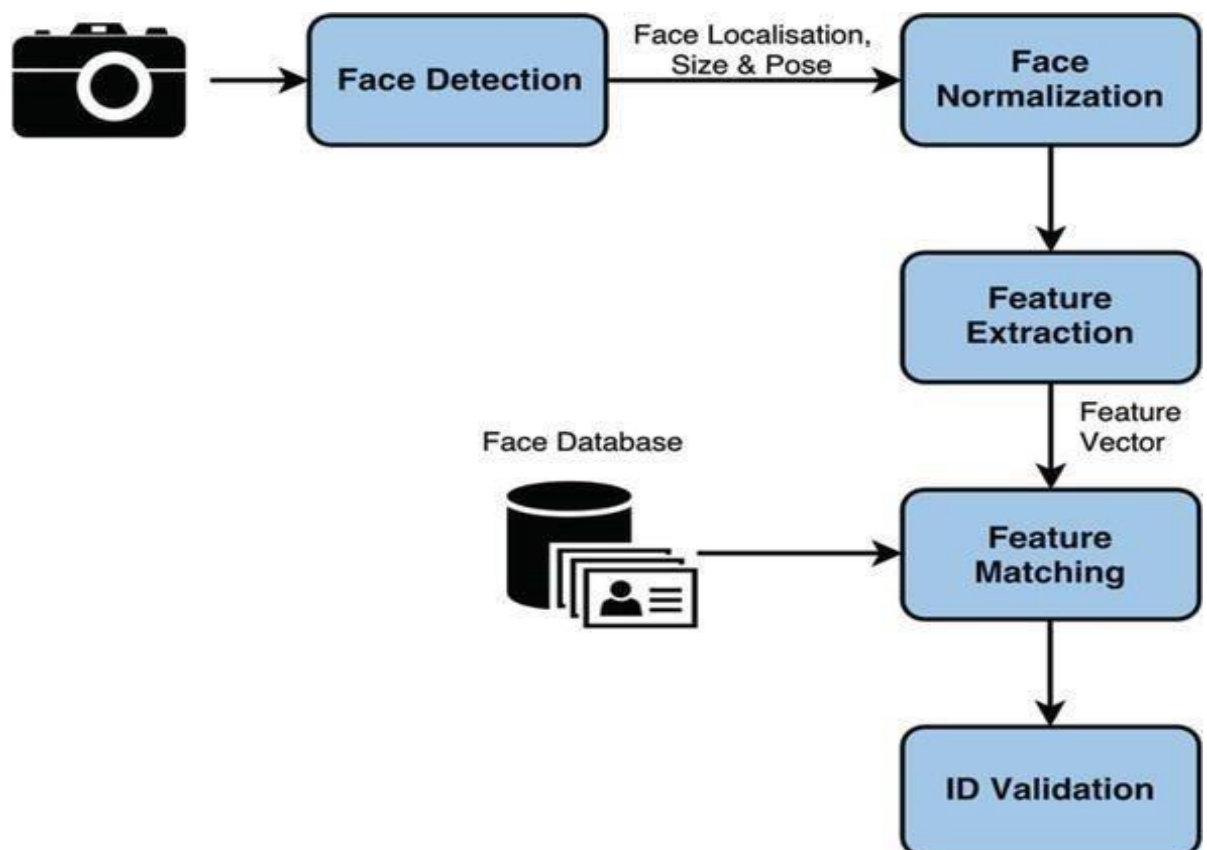 Face Detection
Face Localisation,
Size & Pose
Face
Normalization
Feature
Extraction
Feature
Vector
Face Database
Feature
Matching
ID Validation